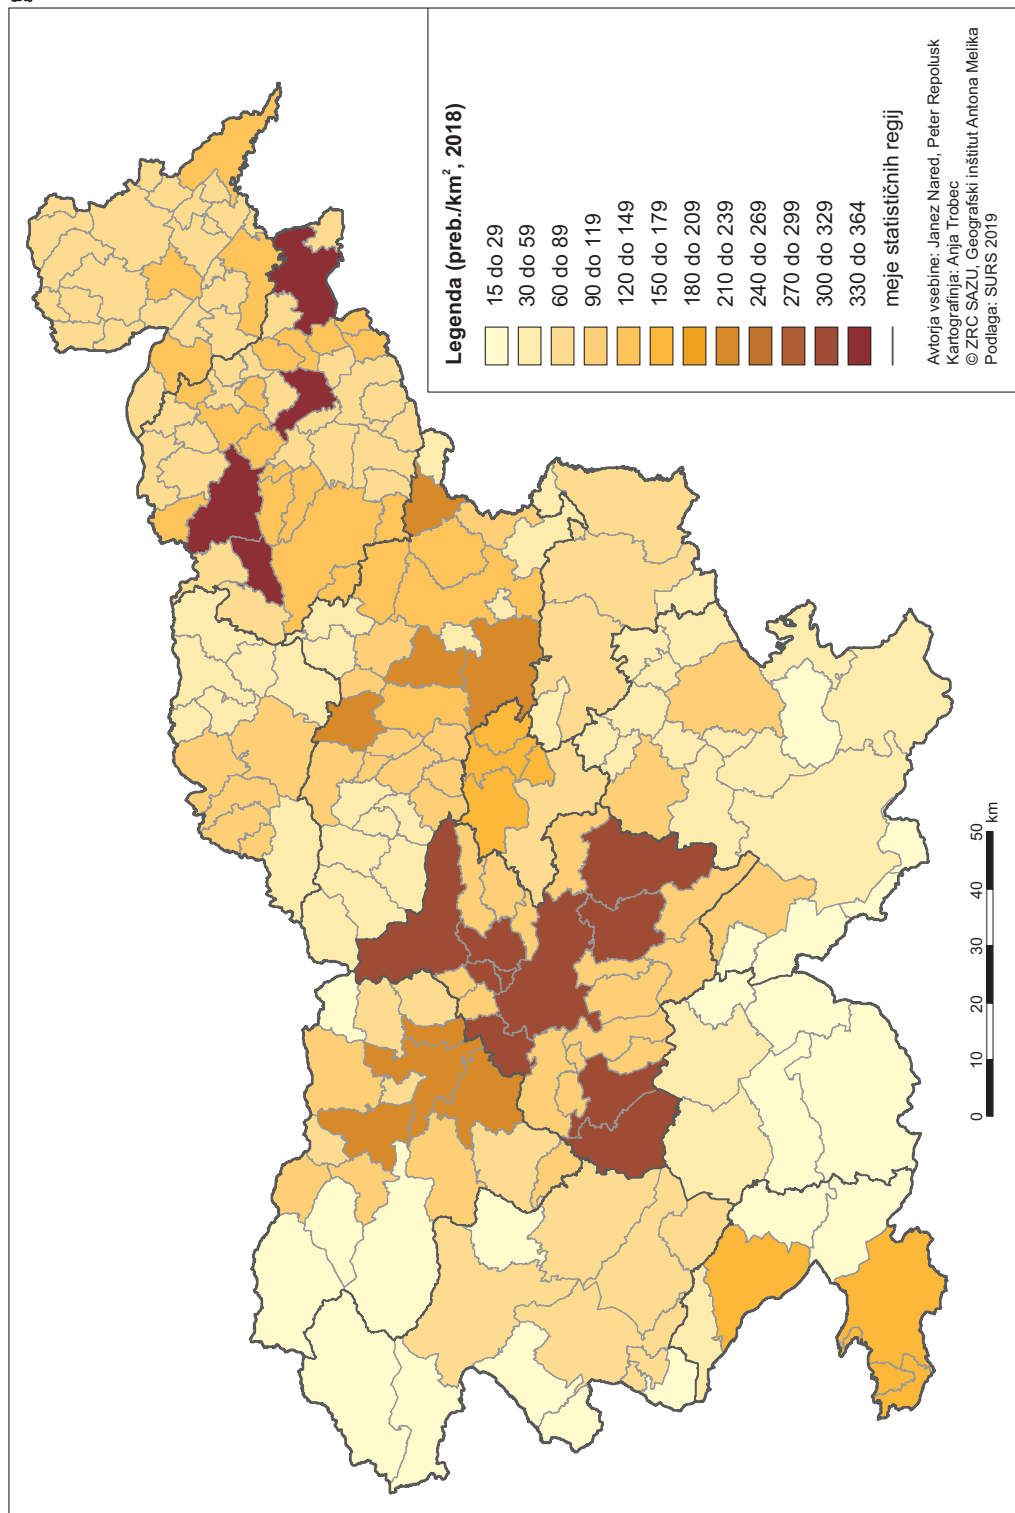 Legenda (preb./km², 2018)
15 do 29
30 do 59
60 do 89
90 do 119
120 do 149
150 do 179
180 do 209
210 do 239
240 do 269
270 do 299
300 do 329
330 do 364
meje statističnih regij
Avtorja vsebine: Janez Nared, Peter Repolusk
Kartografinja: Anja Trobec
© ZRC SAZU, Geografski inštitut Antona Melika
Podlaga: SURS 2019
0 10 20 30 40 50 km